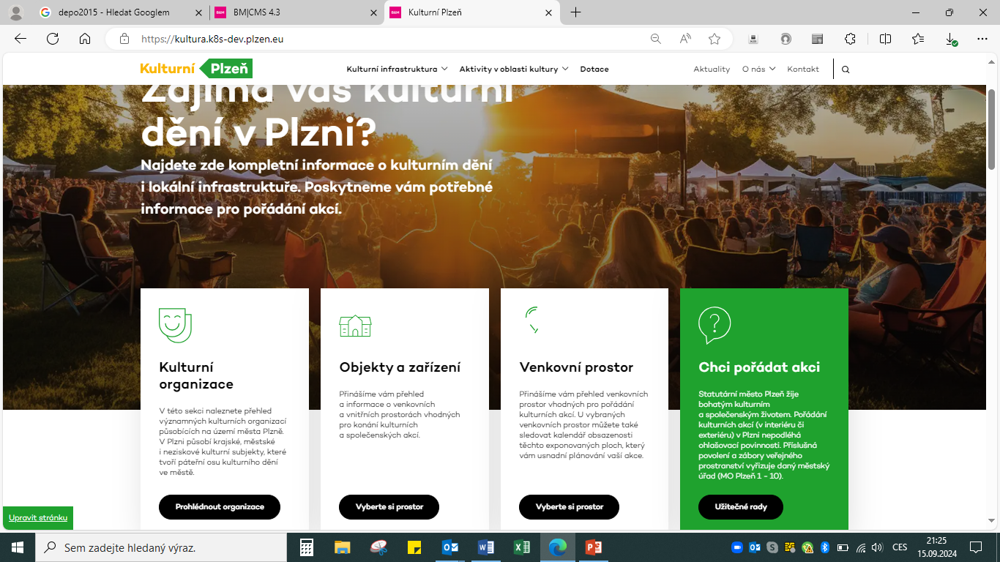 depo2015 - Hledat Googlem
B&M
BM|CMS 4.3
B&M
Kulturní Plzeň
https://kultura.k8s-dev.plzen.eu
Kulturní Plzeň
Kulturní infrastruktura
Aktivity v oblasti kultury
Dotace
Aktuality
O nás
Kontakt
Zajímá vás kulturní
dění v Plzni?
Najdete zde kompletní informace o kulturním dění
i lokální infrastruktuře. Poskytneme vám potřebné
informace pro pořádání akcí.
Kulturní
organizace
V této sekci naleznete přehled
významných kulturních organizací
působících na území města Plzně.
V Plzni působí krajské, městské
i neziskové kulturní subjekty, které
tvoří páteřní osu kulturního dění
ve městě.
Prohlédnout organizace
Objekty a zařízení
Přinášíme vám přehled
a informace o venkovních
a vnitřních prostorách vhodných
pro konání kulturních
a společenských akcí.
Vyberte si prostor
Venkovní prostor
Přinášíme vám přehled venkovních
prostor vhodných pro pořádání
kulturních akcí. U vybraných
venkovních prostor můžete také
sledovat kalendář obsazenosti
těchto exponovaných ploch, který
vám usnadní plánování vaší akce.
Vyberte si prostor
Chci pořádat akci
Statutární město Plzeň žije
bohatým kulturním
a společenským životem. Pořádání
kulturních akcí (v interiéru či
exteriéru) v Plzni nepodléhá
ohlašovací povinnosti. Příslušná
povolení a zábory veřejného
prostranství vyřizuje daný městský
úřad (MO Plzeň 1 - 10).
Užitečné rady
Upravit stránku
Sem zadejte hledaný výraz.
CES
21:25
15.09.2024